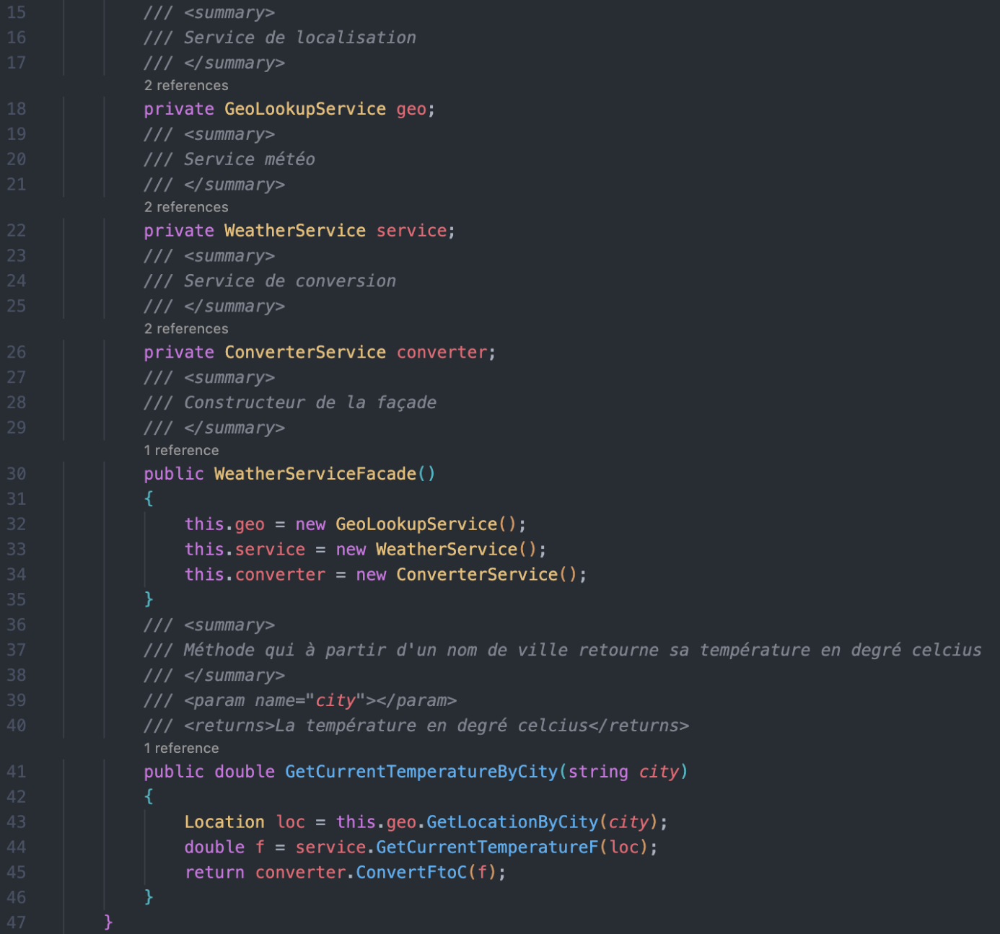 15 /// <summary>
16 /// Service de localisation
17 /// </summary>
2 references
18 private GeoLookupService geo;
19 /// <summary>
20 /// Service météo
21 /// </summary>
2 references
22 private WeatherService service;
23 /// <summary>
24 /// Service de conversion
25 /// </summary>
2 references
26 private ConverterService converter;
27 /// <summary>
28 /// Constructeur de la façade
29 /// </summary>
1 reference
30 public WeatherServiceFacade()
31 {
32 this.geo = new GeoLookupService();
33 this.service = new WeatherService();
34 this.converter = new ConverterService();
35 }
36 /// <summary>
37 /// Méthode qui à partir d'un nom de ville retourne sa température en degré celcius
38 /// </summary>
39 /// <param name="city"></param>
40 /// <returns>La température en degré celcius</returns>
1 reference
41 public double GetCurrentTemperatureByCity(string city)
42 {
43 Location loc = this.geo.GetLocationByCity(city);
44 double f = service.GetCurrentTemperatureF(loc);
45 return converter.ConvertFtoC(f);
46 }
47 }